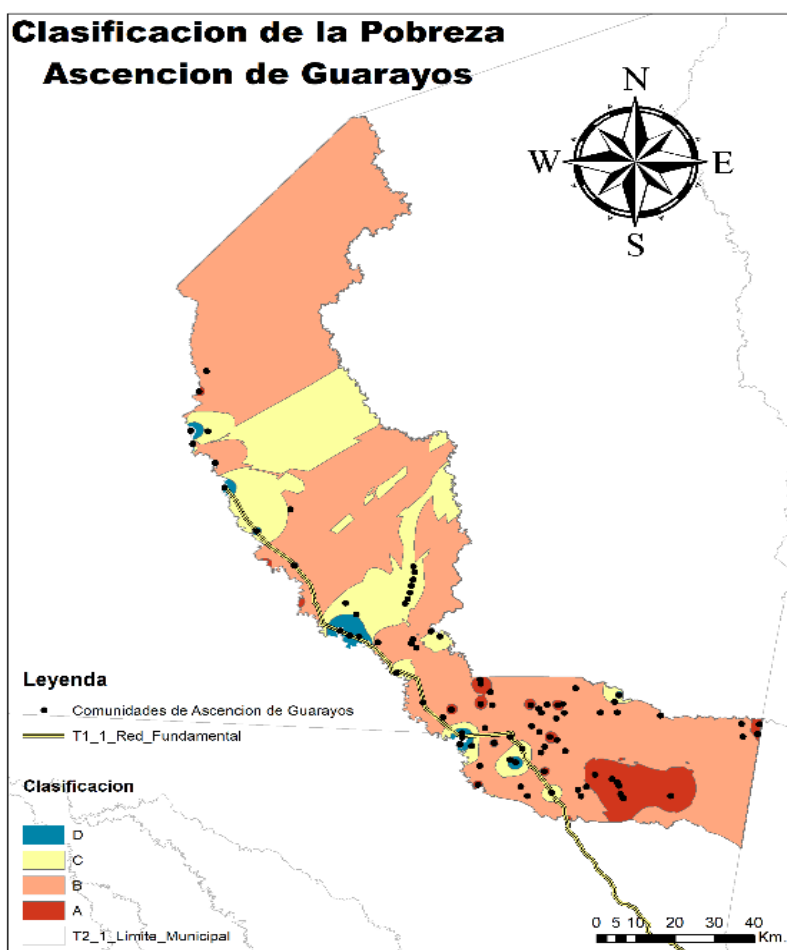 Clasificacion de la Pobreza
Ascencion de Guarayos
N
W E
S
Leyenda
Comunidades de Ascencion de Guarayos
T1_1_Red_Fundamental
Clasificacion
D
C
B
A
T2_1_Limite_Municipal
0 5 10 20 30 40
Km.